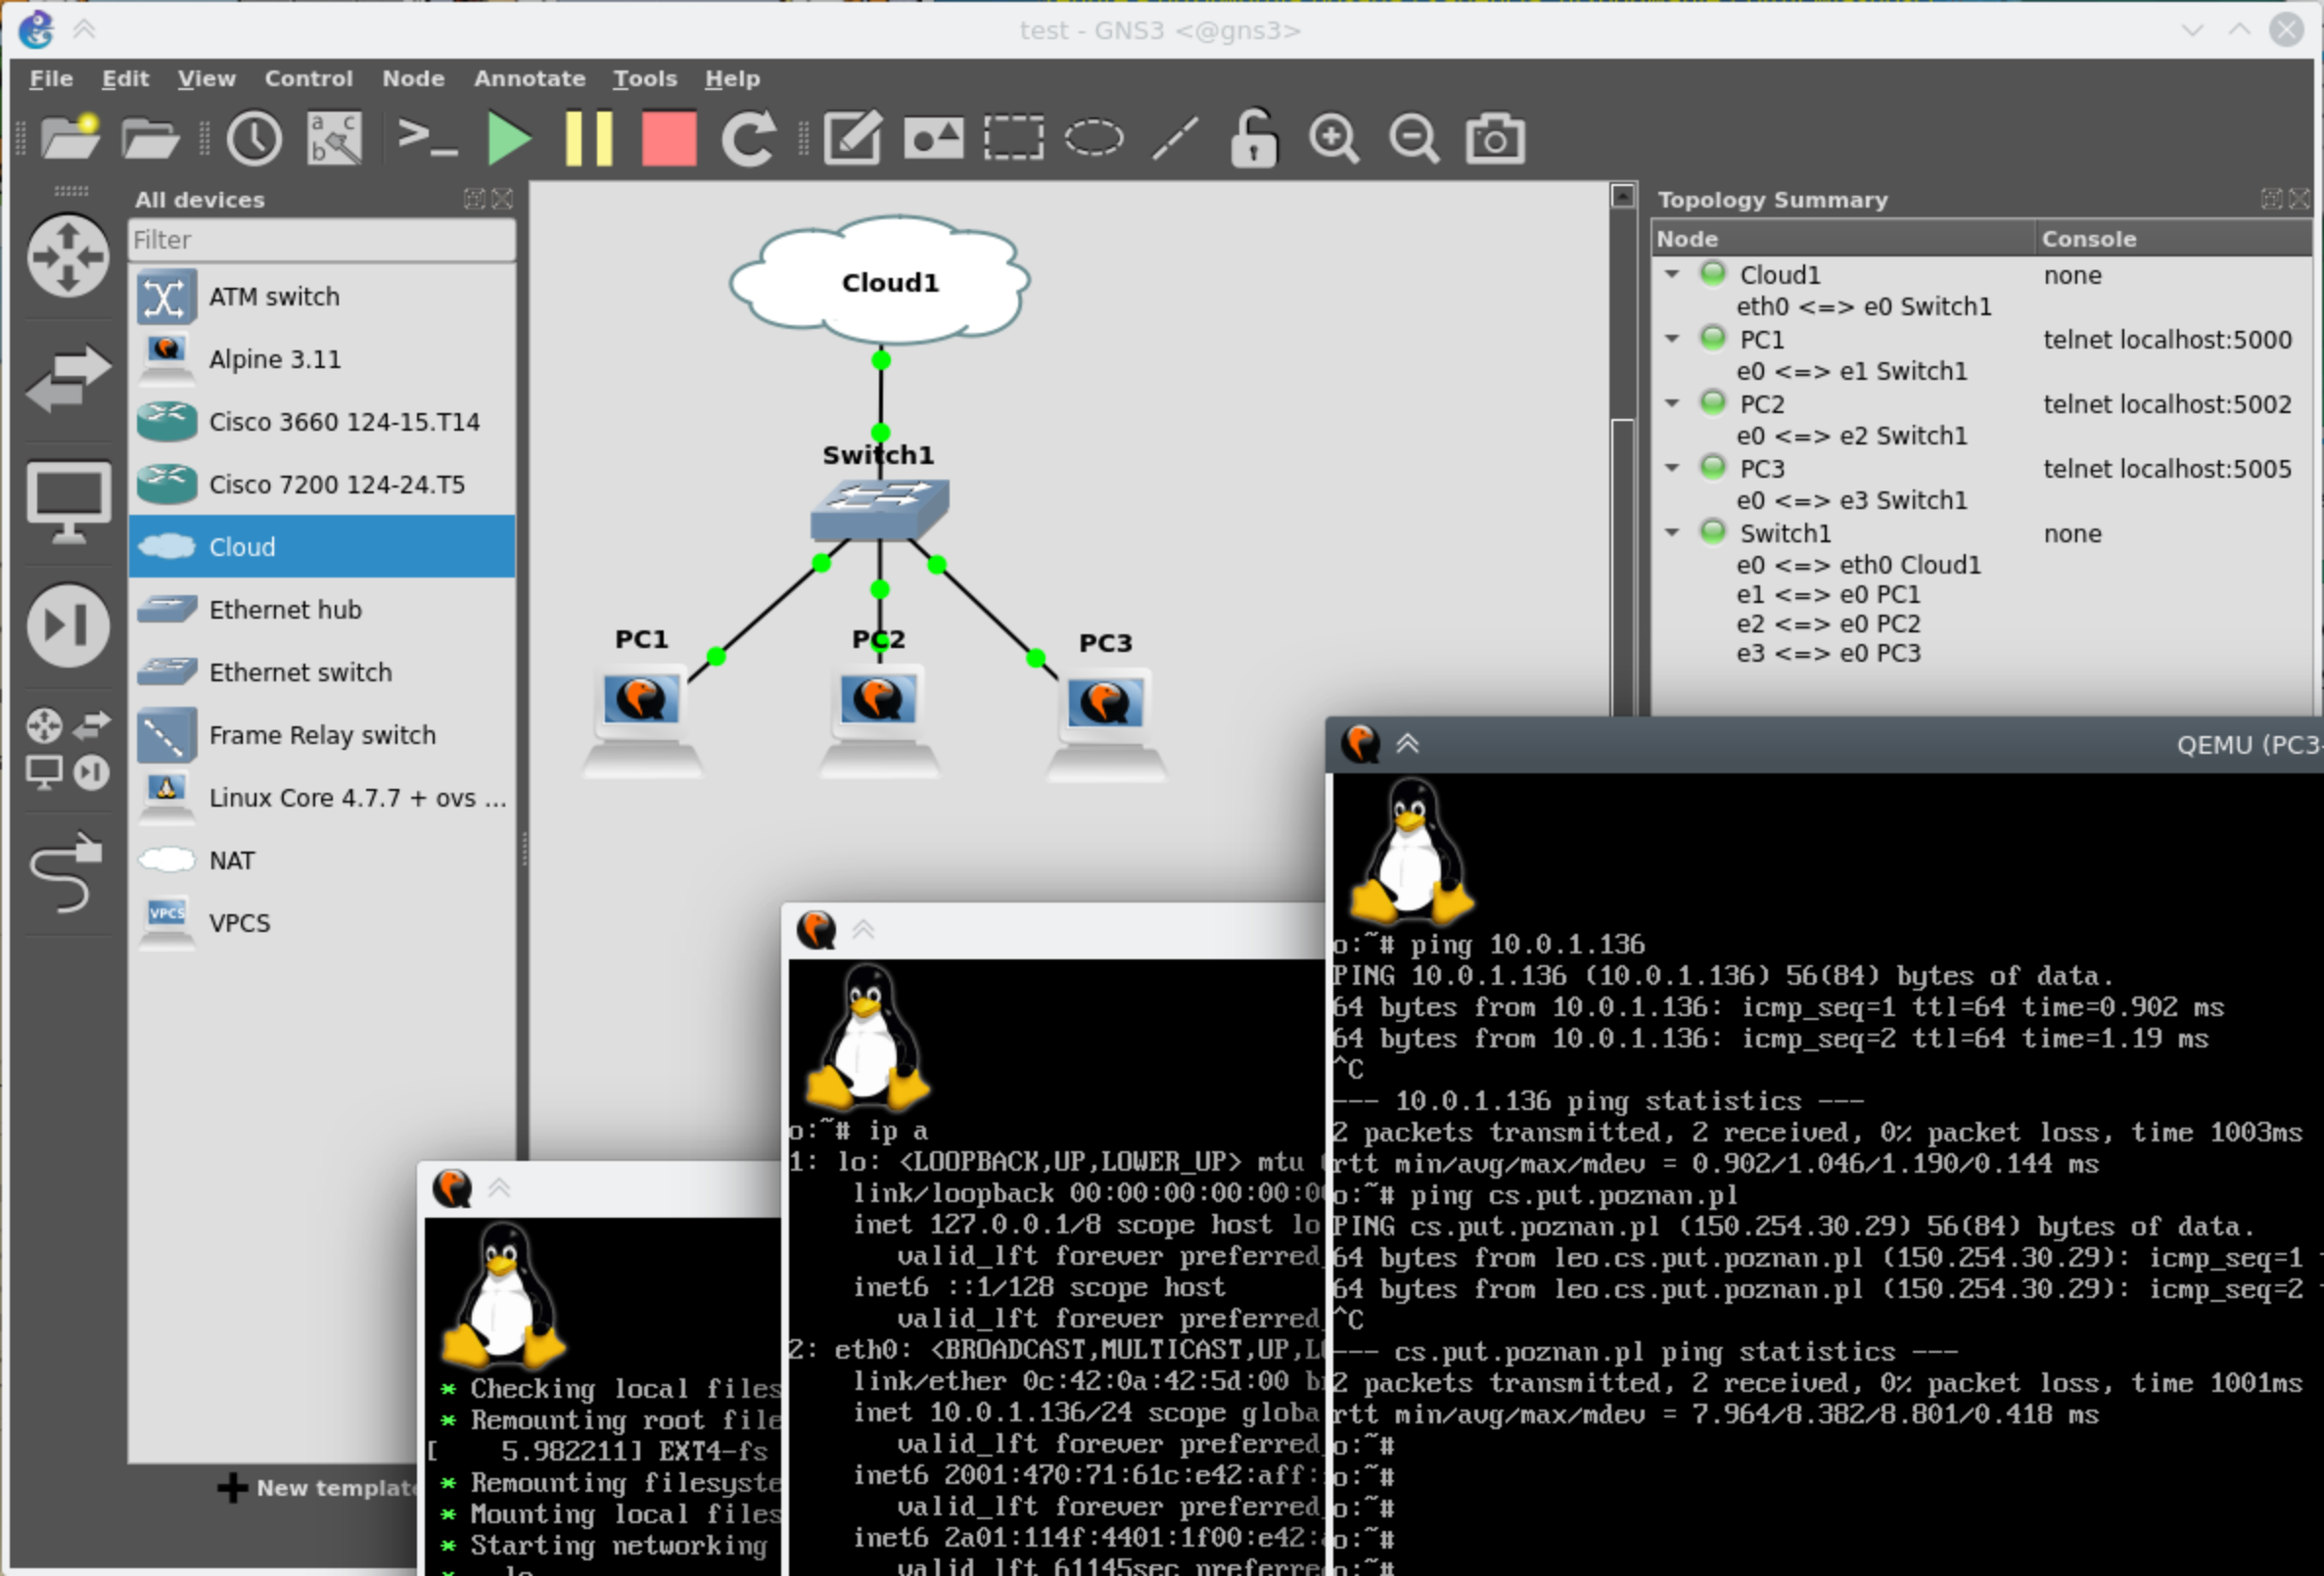 test - GNS3 <@gns3>
File Edit View Control Node Annotate Tools Help
a c
b
All devices
Filter
ATM switch
Alpine 3.11
Cisco 3660 124-15.T14
Cisco 7200 124-24.T5
Cloud
Ethernet hub
Ethernet switch
Frame Relay switch
Linux Core 4.7.7 + ovs ...
NAT
VPCS
VPCS
New template
Cloud1
Switch1
PC1
PC2
PC3
Topology Summary
Node Console
Cloud1 none
eth0 <=> e0 Switch1
PC1 telnet localhost:5000
e0 <=> e1 Switch1
PC2 telnet localhost:5002
e0 <=> e2 Switch1
PC3 telnet localhost:5005
e0 <=> e3 Switch1
Switch1 none
e0 <=> eth0 Cloud1
e1 <=> e0 PC1
e2 <=> e0 PC2
e3 <=> e0 PC3
* Checking local files
* Remounting root file
[ 5.982211] EXT4-fs
* Remounting filesyste
* Mounting local files
* Starting networking
* lo
o:~# ip a
1: lo: <LOOPBACK,UP,LOWER_UP> mtu
link/loopback 00:00:00:00:00:0
inet 127.0.0.1/8 scope host lo
valid_lft forever preferred_
inet6 ::1/128 scope host
valid_lft forever preferred_
2: eth0: <BROADCAST,MULTICAST,UP,L
link/ether 0c:42:0a:42:5d:00 b
inet 10.0.1.136/24 scope globa
valid_lft forever preferred_
inet6 2001:470:71:61c:e42:aff:
valid_lft forever preferred_
inet6 2a01:114f:4401:1f00:e42:
valid_lft 61145sec preferre
QEMU (PC3-
o:~# ping 10.0.1.136
PING 10.0.1.136 (10.0.1.136) 56(84) bytes of data.
64 bytes from 10.0.1.136: icmp_seq=1 ttl=64 time=0.902 ms
64 bytes from 10.0.1.136: icmp_seq=2 ttl=64 time=1.19 ms
^C
--- 10.0.1.136 ping statistics ---
2 packets transmitted, 2 received, 0% packet loss, time 1003ms
rtt min/avg/max/mdev = 0.902/1.046/1.190/0.144 ms
o:~# ping cs.put.poznan.pl
PING cs.put.poznan.pl (150.254.30.29) 56(84) bytes of data.
64 bytes from leo.cs.put.poznan.pl (150.254.30.29): icmp_seq=1
64 bytes from leo.cs.put.poznan.pl (150.254.30.29): icmp_seq=2
^C
--- cs.put.poznan.pl ping statistics ---
2 packets transmitted, 2 received, 0% packet loss, time 1001ms
rtt min/avg/max/mdev = 7.964/8.382/8.801/0.418 ms
o:~#
o:~#
o:~#
o:~#
o:~#